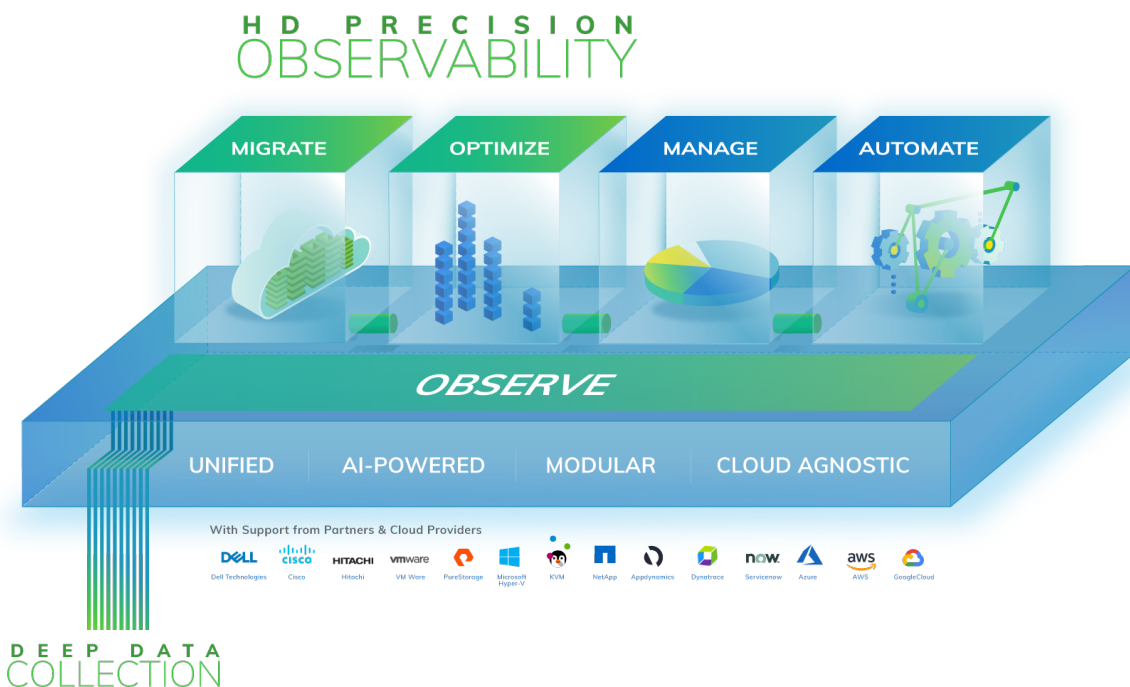 HD PRECISION
OBSERVABILITY
MIGRATE
OPTIMIZE
MANAGE
AUTOMATE
OBSERVE
UNIFIED
AI-POWERED
MODULAR
CLOUD AGNOSTIC
With Support from Partners & Cloud Providers
DELL
CISCO
HITACHI
vmware
now
aws
Dell Technologies
Cisco
Hitachi
VM Ware
PureStorage
Microsoft
Hyper-V
KVM
NetApp
Appdynamics
Dynatrace
Servicenow
Azure
AWS
GoogleCloud
DEEP DATA
COLLECTION